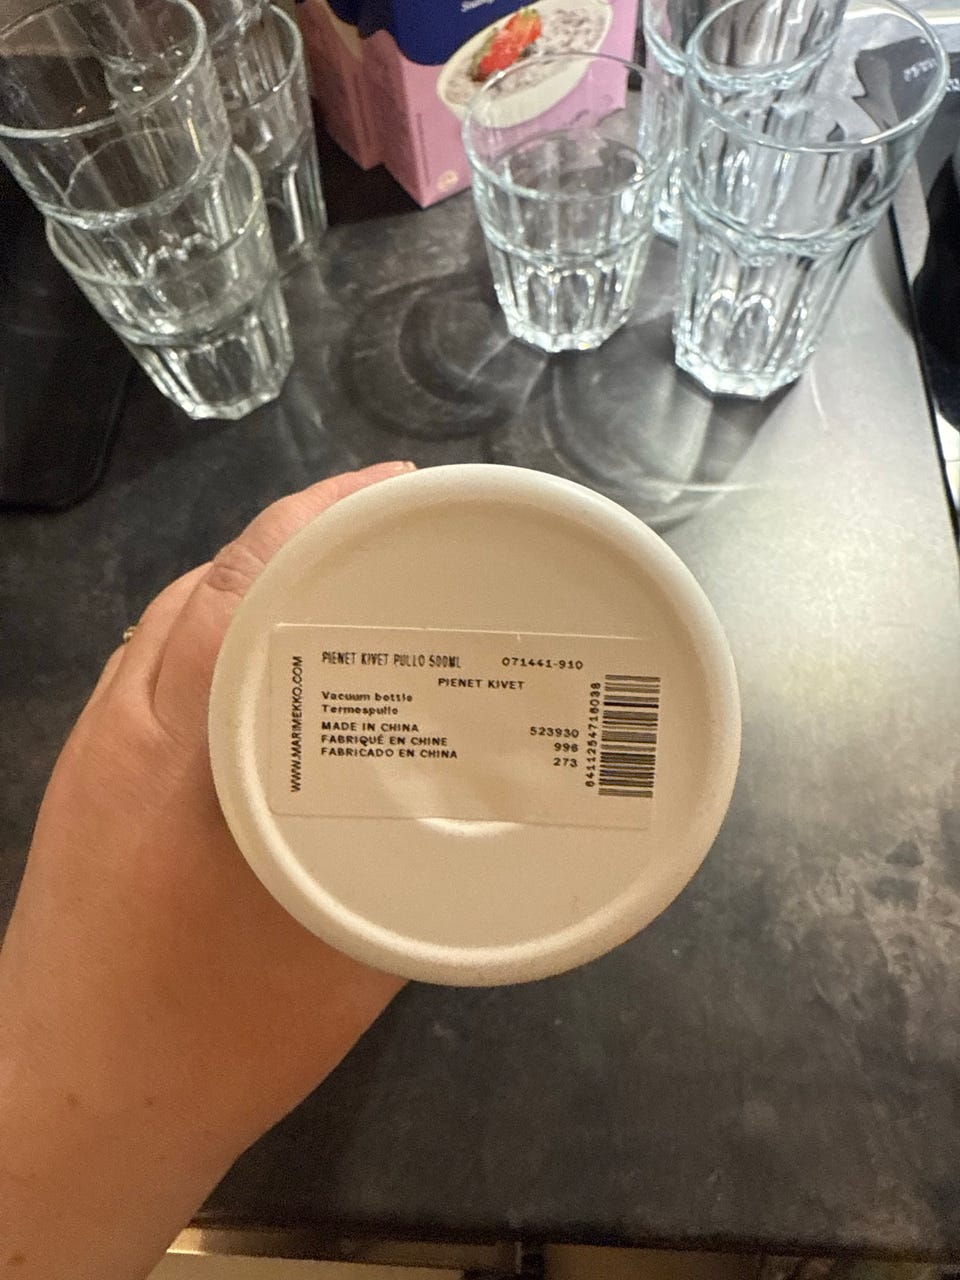 PIENET KIVET PULLO 500ML 071441-910
PIENET KIVET
Vacuum bottle
Termospullo
MADE IN CHINA
FABRIQUÉ EN CHINE
FABRICADO EN CHINA
523930
996
273
WWW.MARIMEKKO.COM
6411254716038